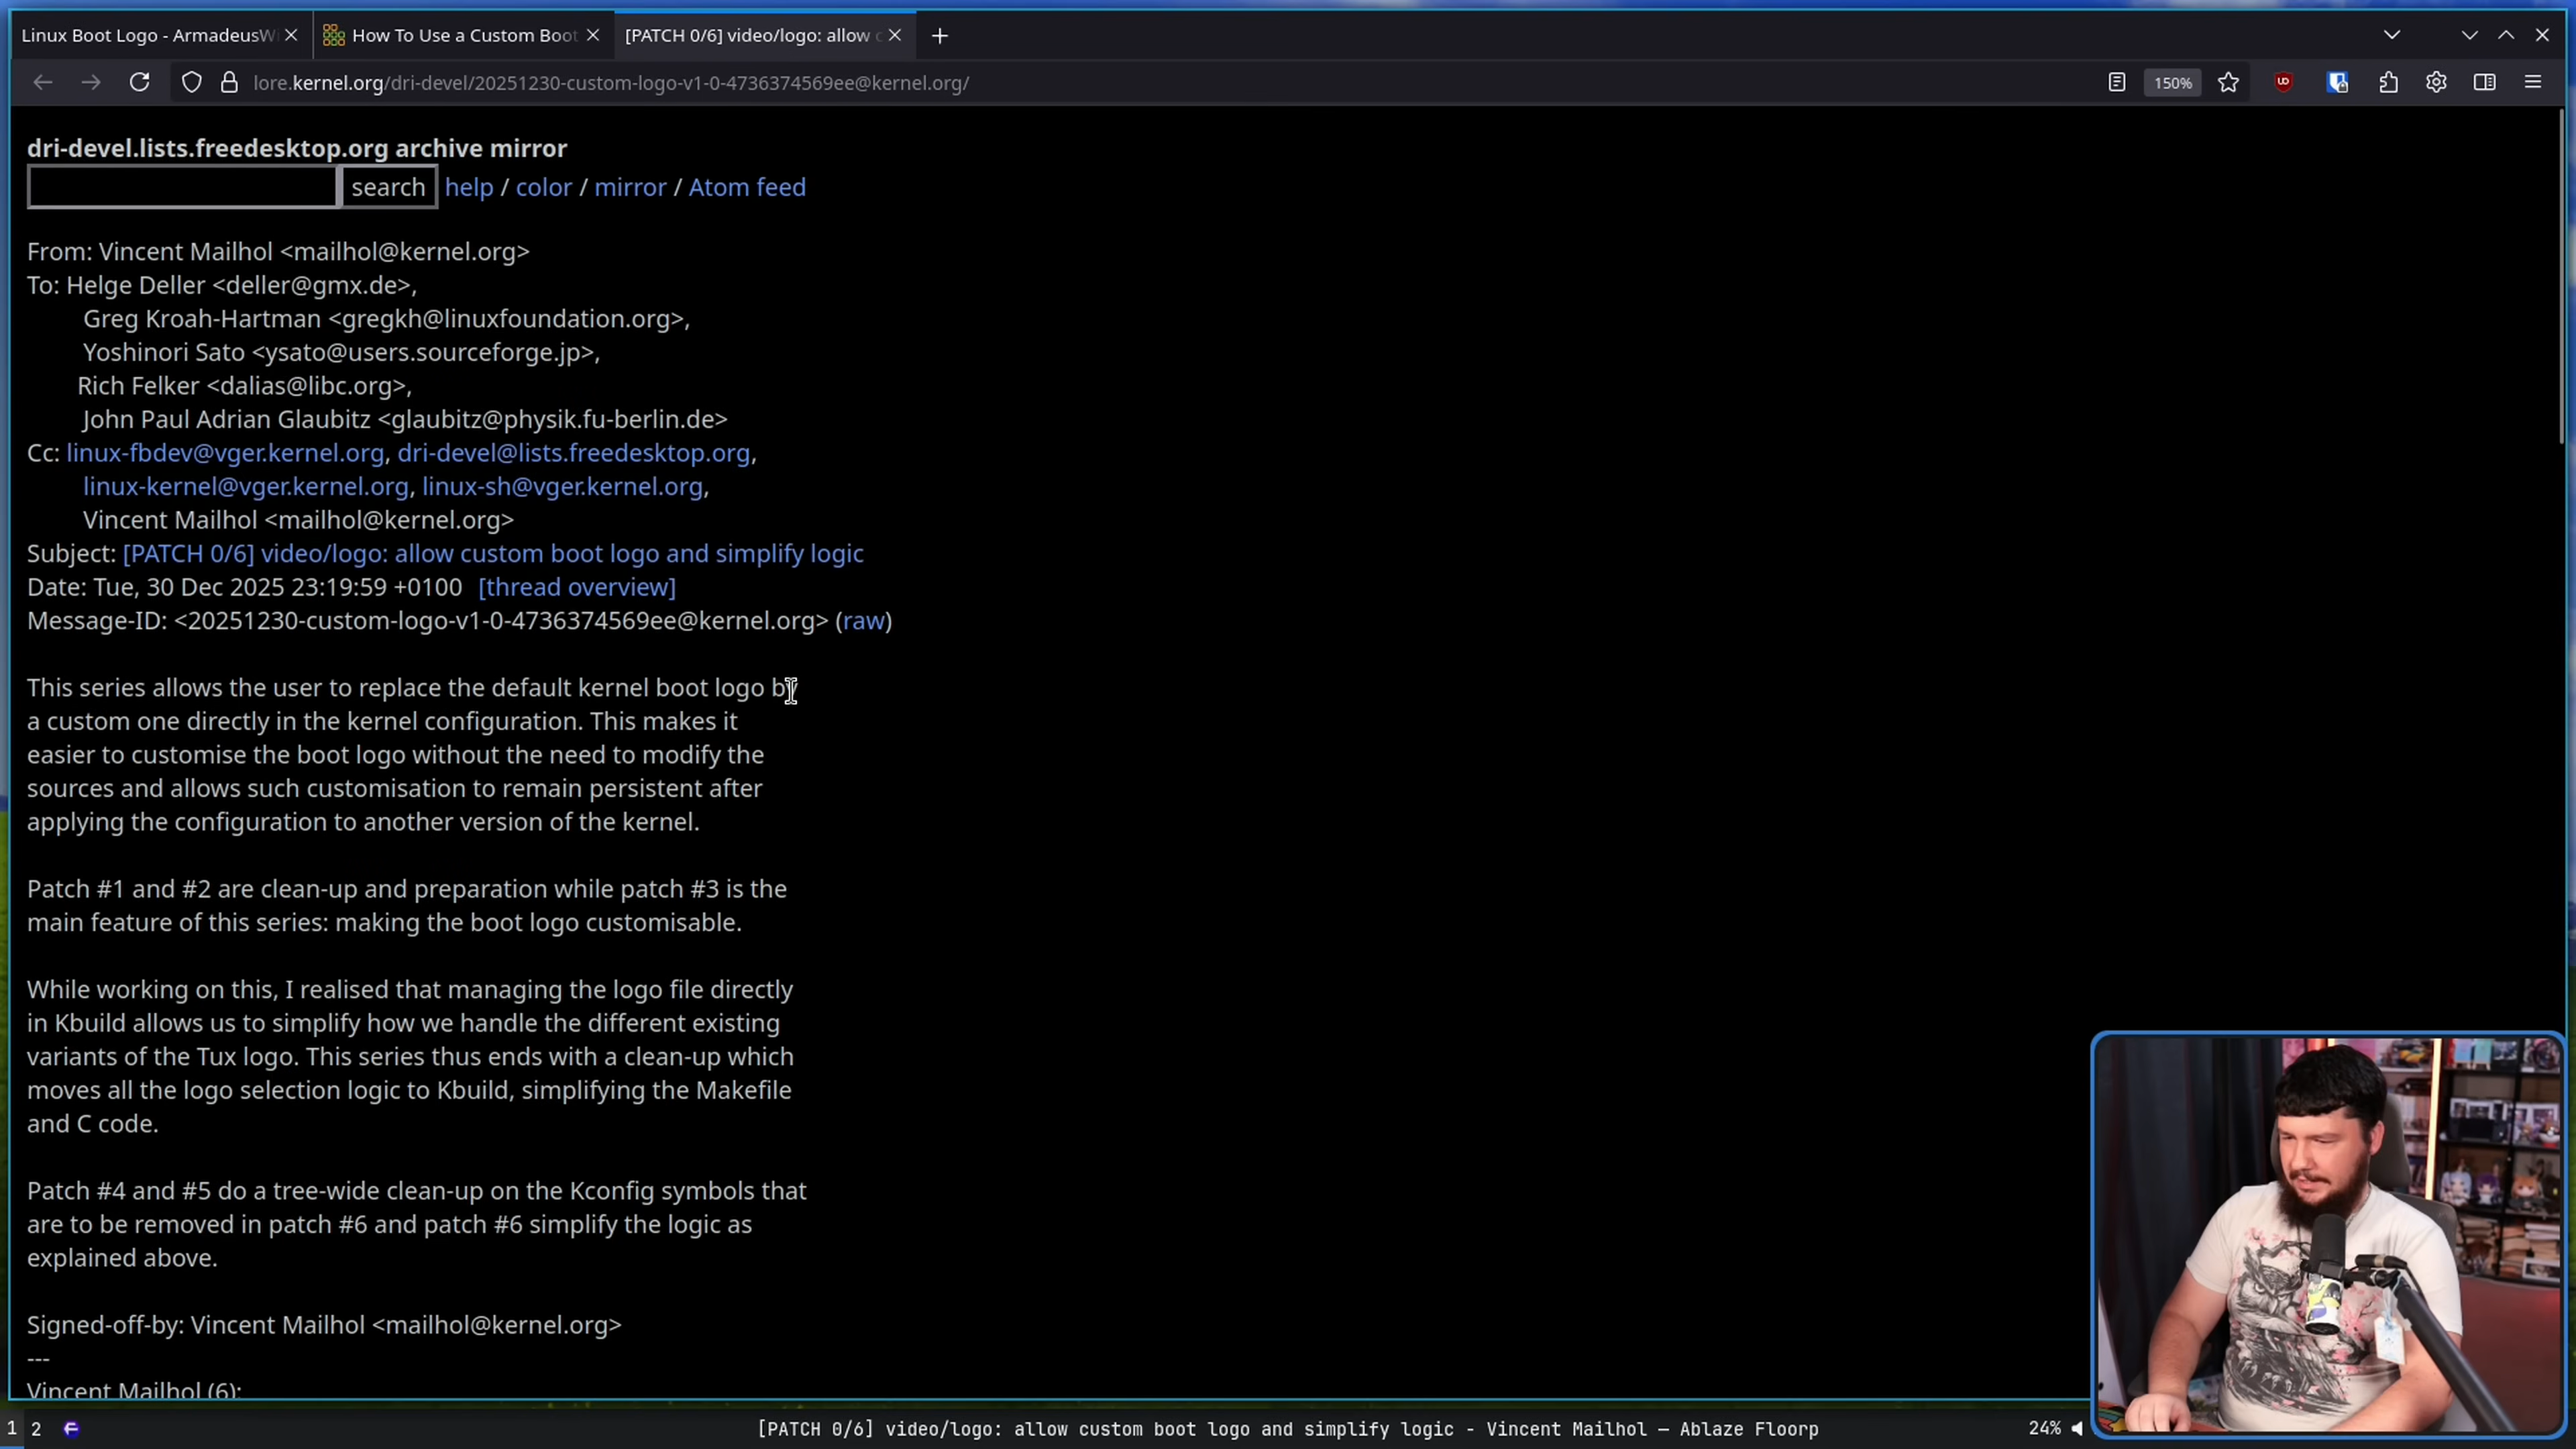 Linux Boot Logo - ArmadeusWi
How To Use a Custom Boot
[PATCH 0/6] video/logo: allow c
lore.kernel.org/dri-devel/20251230-custom-logo-v1-0-4736374569ee@kernel.org/
150%
dri-devel.lists.freedesktop.org archive mirror
search help / color / mirror / Atom feed
From: Vincent Mailhol <mailhol@kernel.org>
To: Helge Deller <deller@gmx.de>,
Greg Kroah-Hartman <gregkh@linuxfoundation.org>,
Yoshinori Sato <ysato@users.sourceforge.jp>,
Rich Felker <dalias@libc.org>,
John Paul Adrian Glaubitz <glaubitz@physik.fu-berlin.de>
Cc: linux-fbdev@vger.kernel.org, dri-devel@lists.freedesktop.org,
linux-kernel@vger.kernel.org, linux-sh@vger.kernel.org,
Vincent Mailhol <mailhol@kernel.org>
Subject: [PATCH 0/6] video/logo: allow custom boot logo and simplify logic
Date: Tue, 30 Dec 2025 23:19:59 +0100 [thread overview]
Message-ID: <20251230-custom-logo-v1-0-4736374569ee@kernel.org> (raw)
This series allows the user to replace the default kernel boot logo by
a custom one directly in the kernel configuration. This makes it
easier to customise the boot logo without the need to modify the
sources and allows such customisation to remain persistent after
applying the configuration to another version of the kernel.
Patch #1 and #2 are clean-up and preparation while patch #3 is the
main feature of this series: making the boot logo customisable.
While working on this, I realised that managing the logo file directly
in Kbuild allows us to simplify how we handle the different existing
variants of the Tux logo. This series thus ends with a clean-up which
moves all the logo selection logic to Kbuild, simplifying the Makefile
and C code.
Patch #4 and #5 do a tree-wide clean-up on the Kconfig symbols that
are to be removed in patch #6 and patch #6 simplify the logic as
explained above.
Signed-off-by: Vincent Mailhol <mailhol@kernel.org>
---
Vincent Mailhol (6):
1 2
[PATCH 0/6] video/logo: allow custom boot logo and simplify logic - Vincent Mailhol — Ablaze Floorp
24%